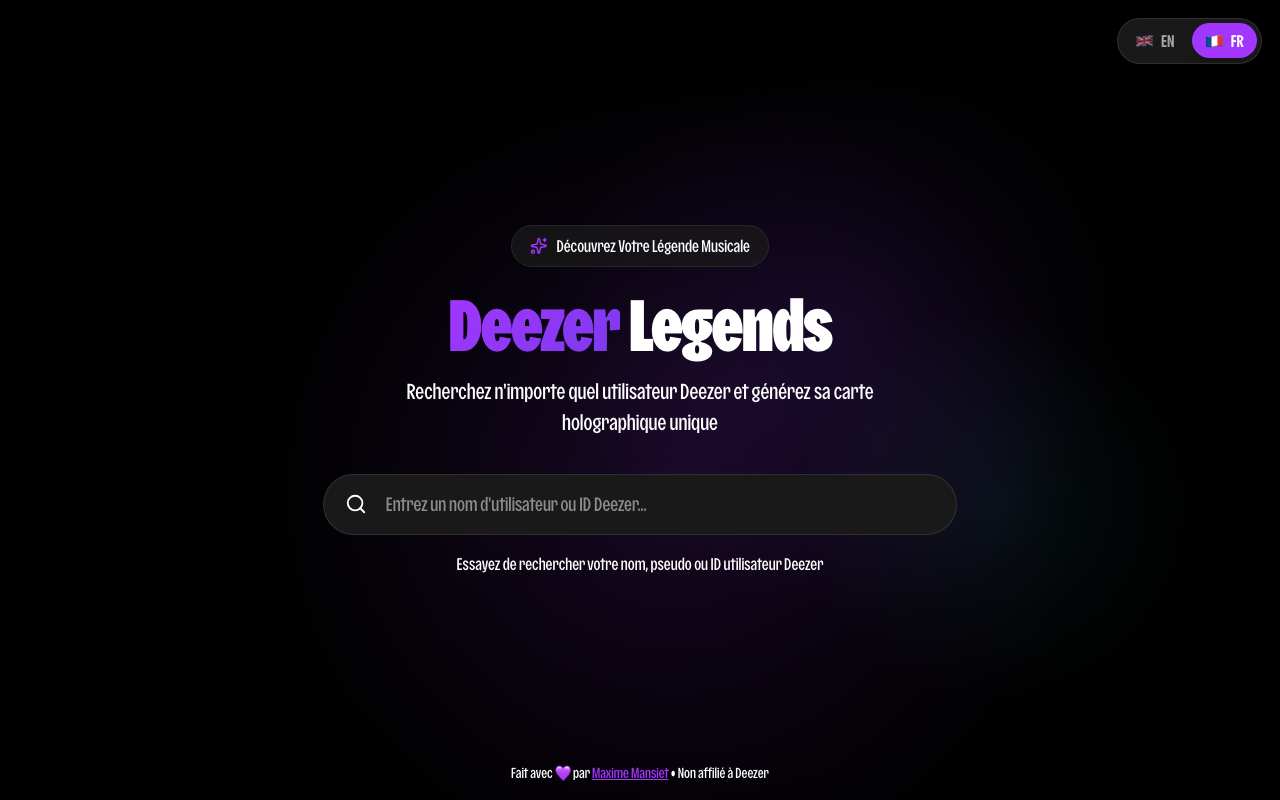 EN
FR
Découvrez Votre Légende Musicale
Deezer Legends
Recherchez n'importe quel utilisateur Deezer et générez sa carte
holographique unique
Entrez un nom d'utilisateur ou ID Deezer...
Essayez de rechercher votre nom, pseudo ou ID utilisateur Deezer
Fait avec 💜 par Maxime Mansiet • Non affilié à Deezer